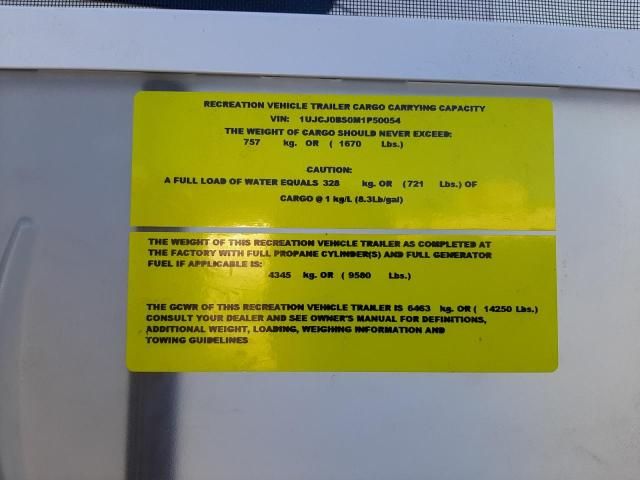 RECREATION VEHICLE TRAILER CARGO CARRYING CAPACITY
VIN: 1UJCJ0BS0M1P50054
THE WEIGHT OF CARGO SHOULD NEVER EXCEED:
757 kg. OR ( 1670 Lbs.)
CAUTION:
A FULL LOAD OF WATER EQUALS 328 kg. OR (721 Lbs.) OF
CARGO @ 1 kg/L (8.3Lb/gal)
THE WEIGHT OF THIS RECREATION VEHICLE TRAILER AS COMPLETED AT
THE FACTORY WITH FULL PROPANE CYLINDER(S) AND FULL GENERATOR
FUEL IF APPLICABLE IS:
4345 kg. OR ( 9580 Lbs.)
THE GCWR OF THIS RECREATION VEHICLE TRAILER IS 6463 kg. OR ( 14250 Lbs.)
CONSULT YOUR DEALER AND SEE OWNER'S MANUAL FOR DEFINITIONS,
ADDITIONAL WEIGHT, LOADING, WEIGHING INFORMATION AND
TOWING GUIDELINES